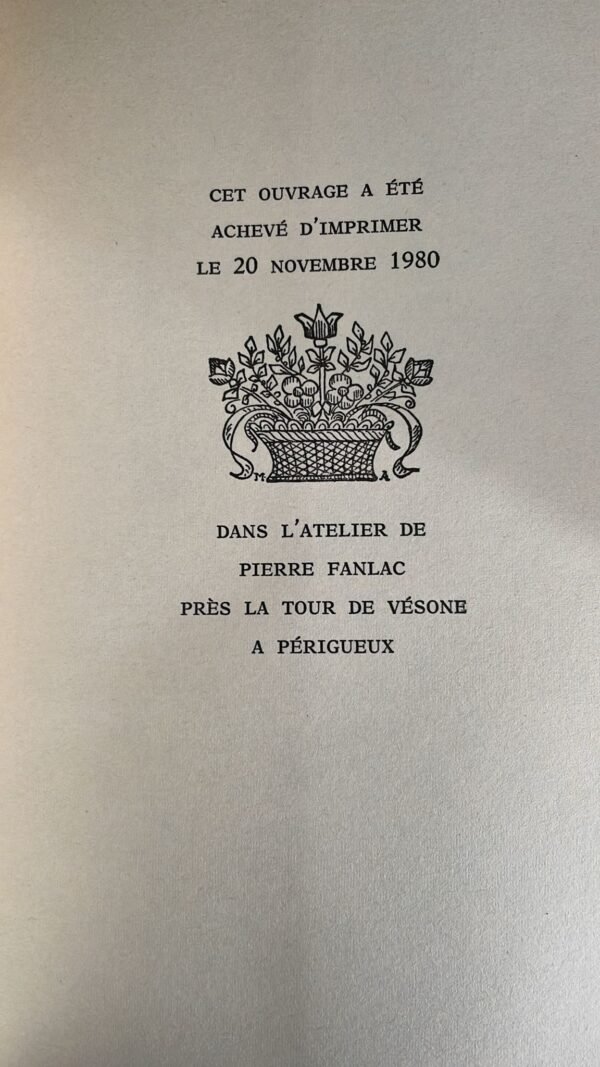 CET OUVRAGE A ÉTÉ
ACHEVÉ D'IMPRIMER
LE 20 NOVEMBRE 1980
M A
DANS L'ATELIER DE
PIERRE FANLAC
PRÈS LA TOUR DE VÉSONE
A PÉRIGUEUX